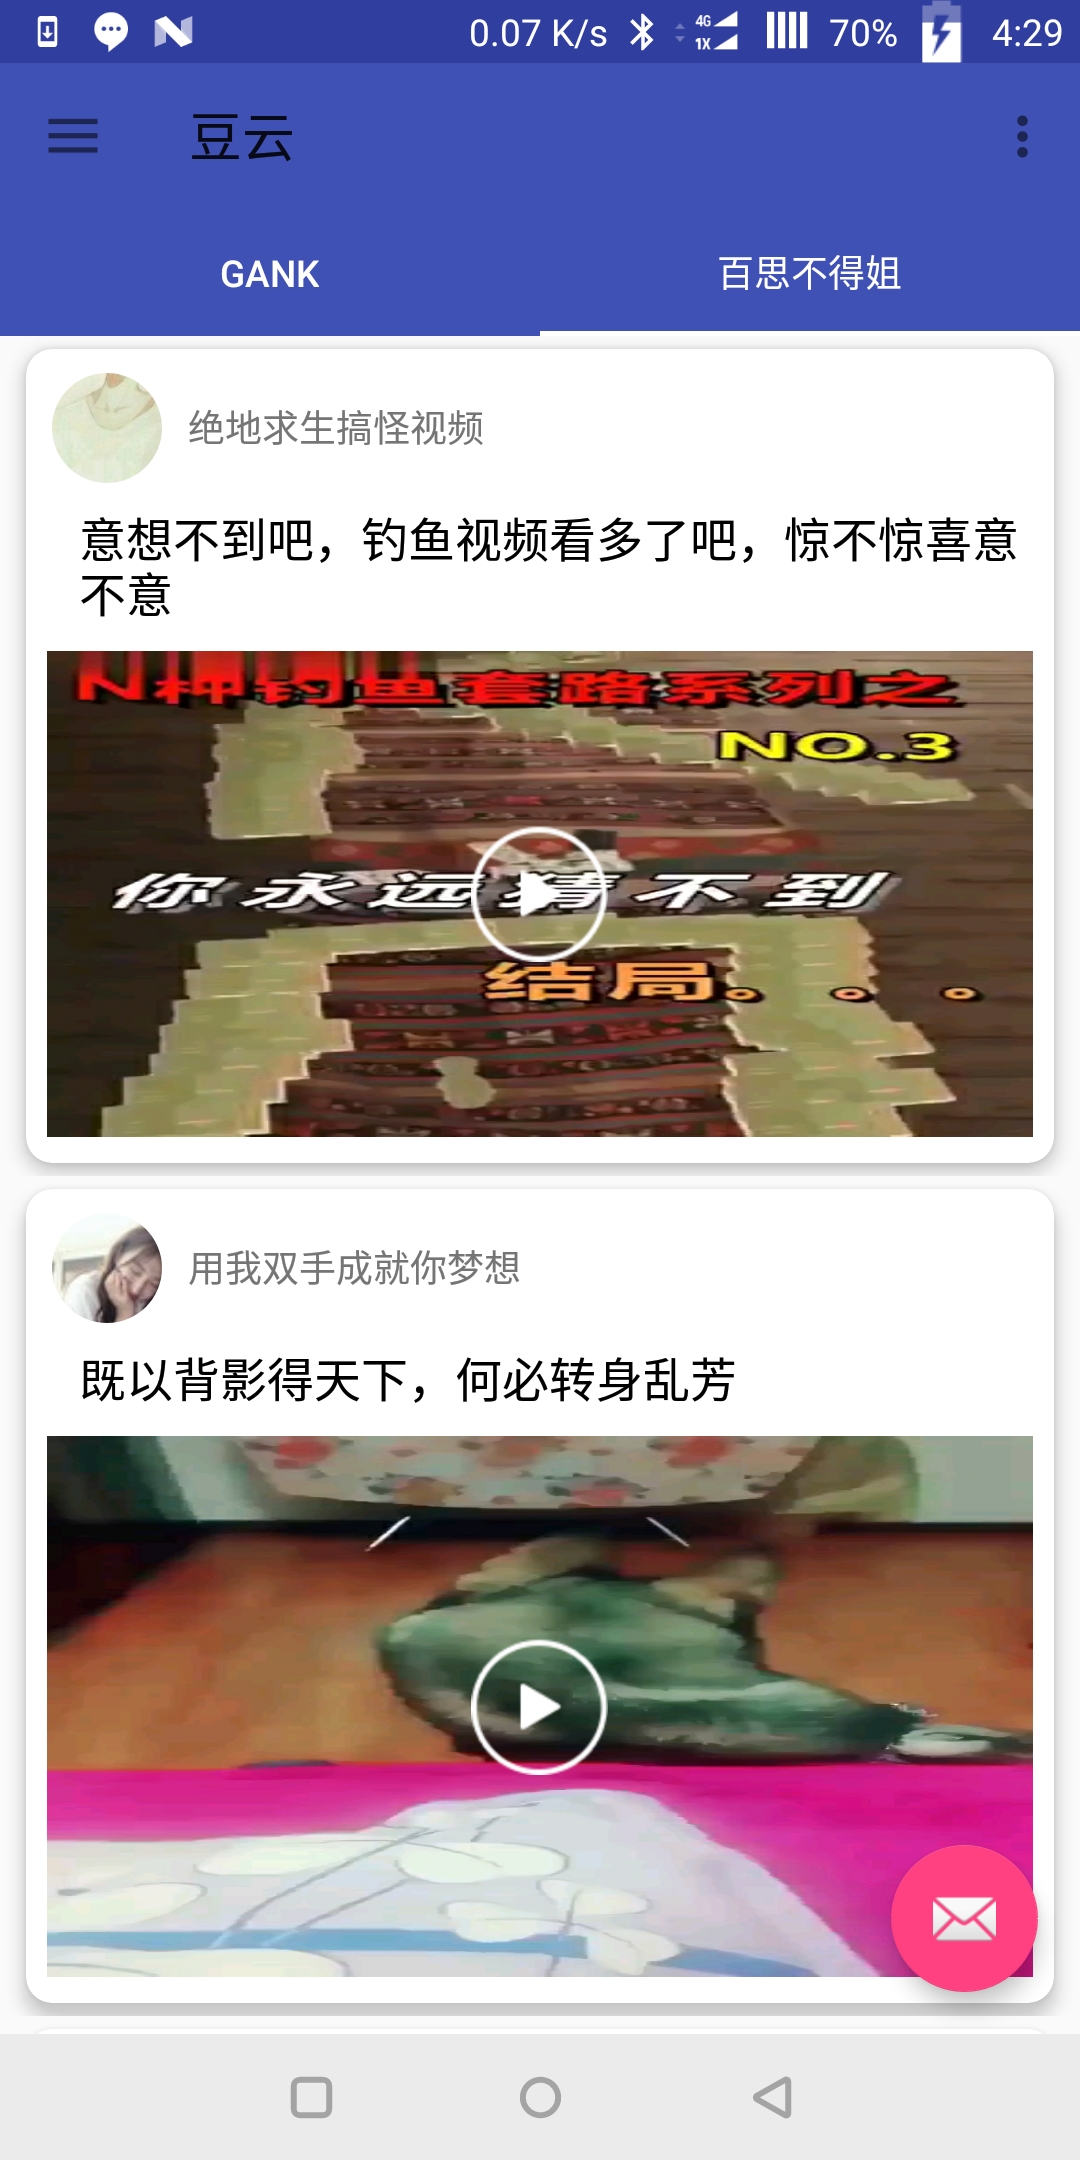 0.07 K/s 4G 1X 70% 4:29
豆云
GANK 百思不得姐
绝地求生搞怪视频
意想不到吧，钓鱼视频看多了吧，惊不惊喜意
不意
N种钓鱼套路系列之
NO.3
你永远猜不到
结局。。。
用我双手成就你梦想
既以背影得天下，何必转身乱芳